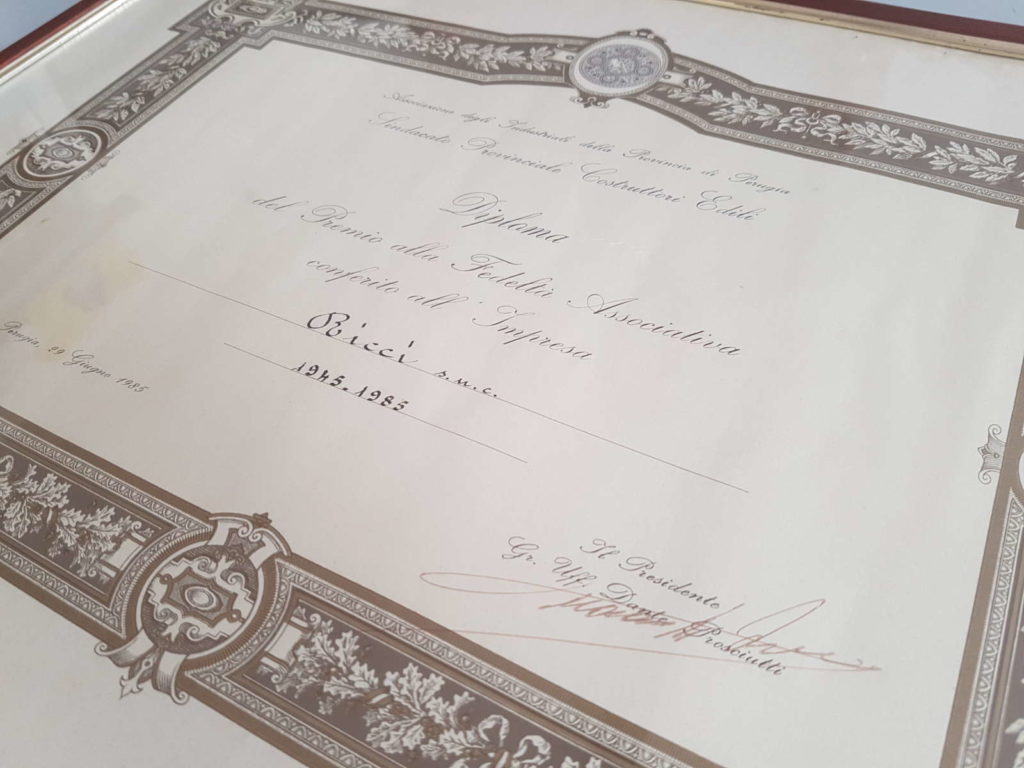 Associazione degli Industriali della Provincia di Perugia
Sindacato Provinciale Costruttori Edili
Diploma
del Premio alla Fedeltà Associativa
conferito all'Impresa
Ricci s.n.c.
1945-1985
Perugia, 29 Giugno 1985
Il Presidente
Gr. Uff. Dante Prosciutti